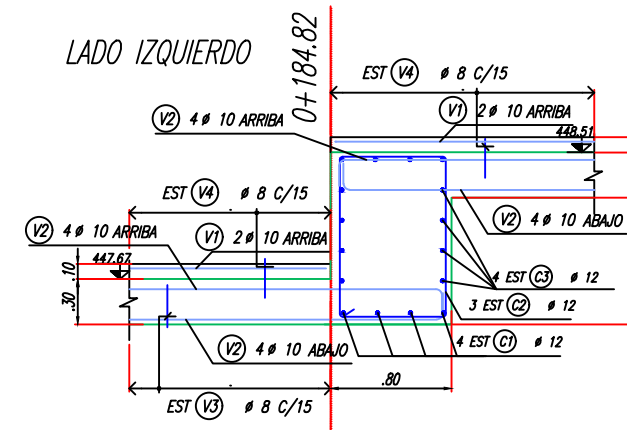 LADO IZQUIERDO
0+184.82
EST V4 ø 8 C/15
V1 2 ø 10 ARRIBA
V2 4 ø 10 ARRIBA
448.51
EST V4 ø 8 C/15
V2 4 ø 10 ABAJO
V2 4 ø 10 ARRIBA
V1 2 ø 10 ARRIBA
447.67
.10
.30
4 EST C3 ø 12
3 EST C2 ø 12
V2 4 ø 10 ABAJO
4 EST C1 ø 12
.80
EST V3 ø 8 C/15